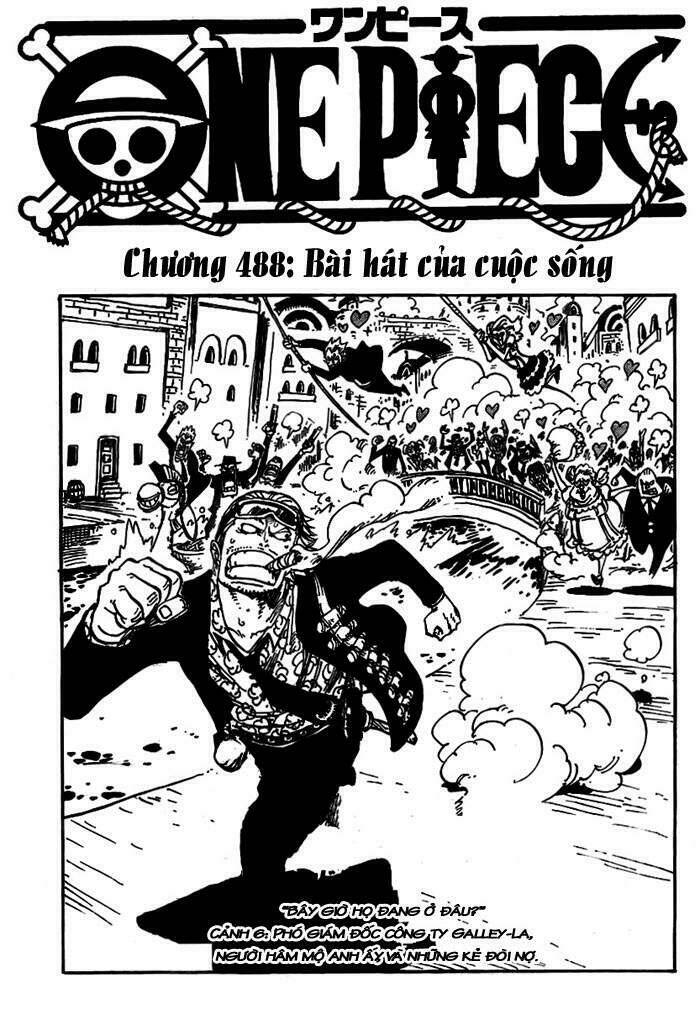 ワンピース
ONE PIECE
Chương 488: Bài hát của cuộc sống
"BÂY GIỜ HỌ ĐANG Ở ĐÂU?"
CẢNH 6: PHÓ GIÁM ĐỐC CÔNG TY GALLEY-LA,
NGƯỜI HÂM MỘ ANH ẤY VÀ NHỮNG KẺ ĐÒI NỢ.